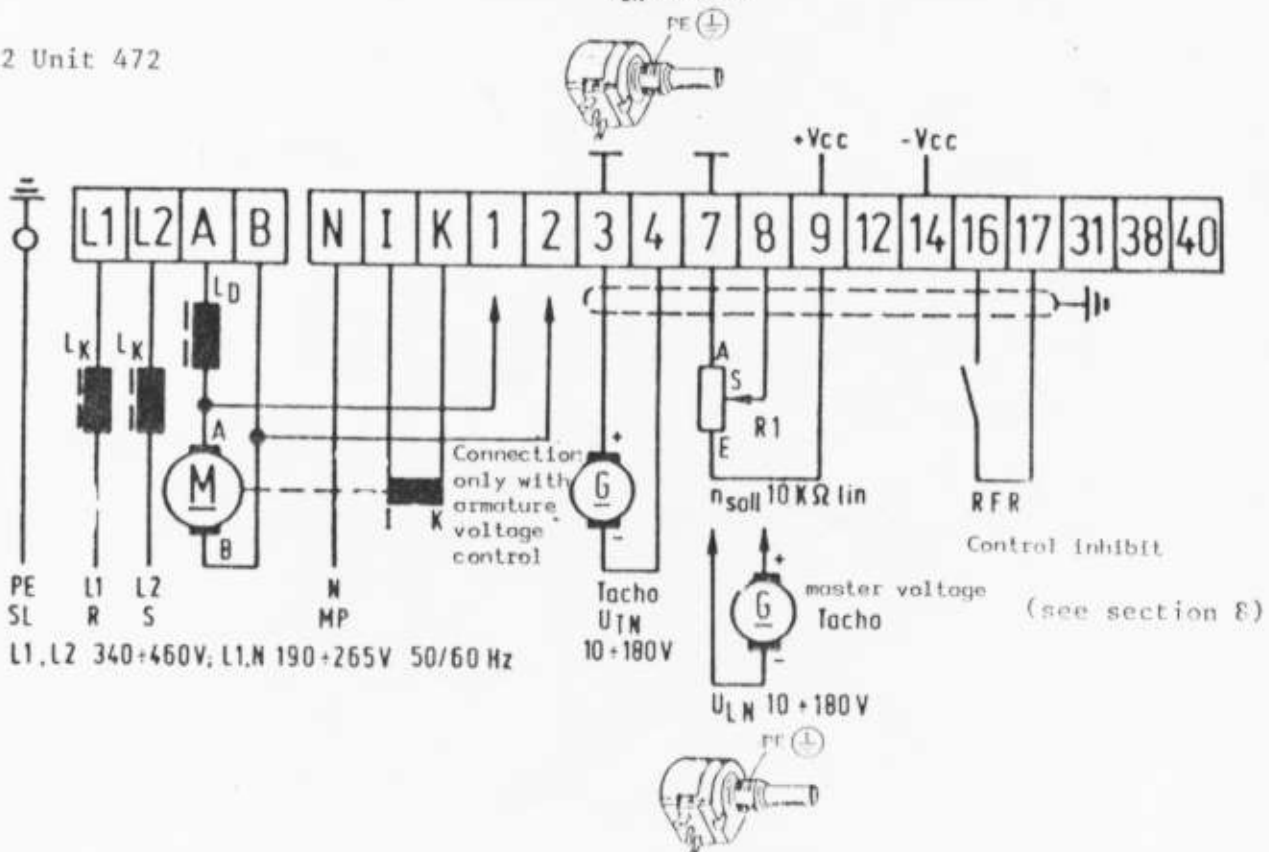 PE
2 Unit 472
+Vcc -Vcc
L1 L2 A B N I K 1 2 3 4 7 8 9 12 14 16 17 31 38 40
LD
LK LK
A
S
R1
E
A
M
B
I K
Connection
only with
armature
voltage
control
+
G
-
nsoll 10 KΩ lin
RFR
Control inhibit
PE
SL
L1
R
L2
S
N
MP
Tacho
UTN
10÷180V
+
G
-
master voltage
Tacho
(see section 8)
L1, L2 340÷460V; L1,N 190÷265V 50/60 Hz
ULN 10÷180V
PE